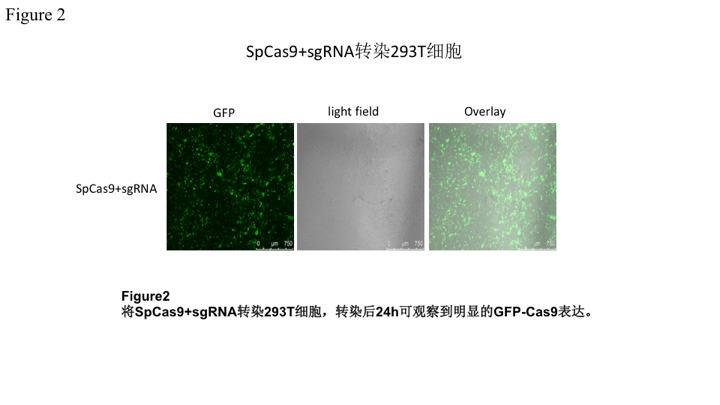 Figure 2
SpCas9+sgRNA转染293T细胞
GFP light field Overlay
SpCas9+sgRNA
0 μm 750 0 μm 750 0 μm 750
Figure2
将SpCas9+sgRNA转染293T细胞，转染后24h可观察到明显的GFP-Cas9表达。